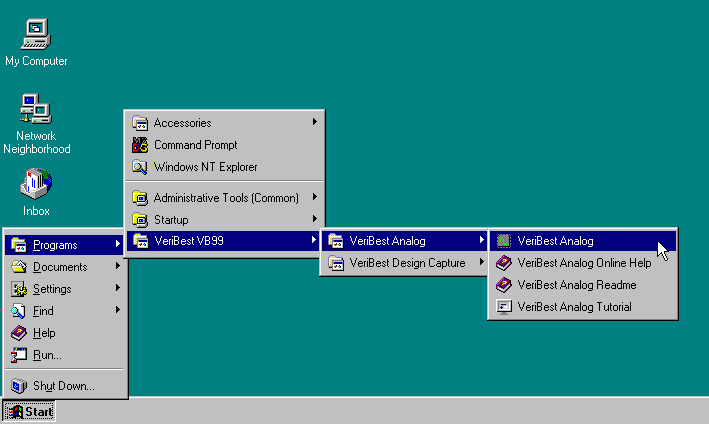 My Computer
Network
Neighborhood
Inbox
Programs
Documents
Settings
Find
Help
Run...
Shut Down...
Start
Accessories
Command Prompt
Windows NT Explorer
Administrative Tools (Common)
Startup
VeriBest VB99
VeriBest Analog
VeriBest Design Capture
VeriBest Analog
VeriBest Analog Online Help
VeriBest Analog Readme
VeriBest Analog Tutorial